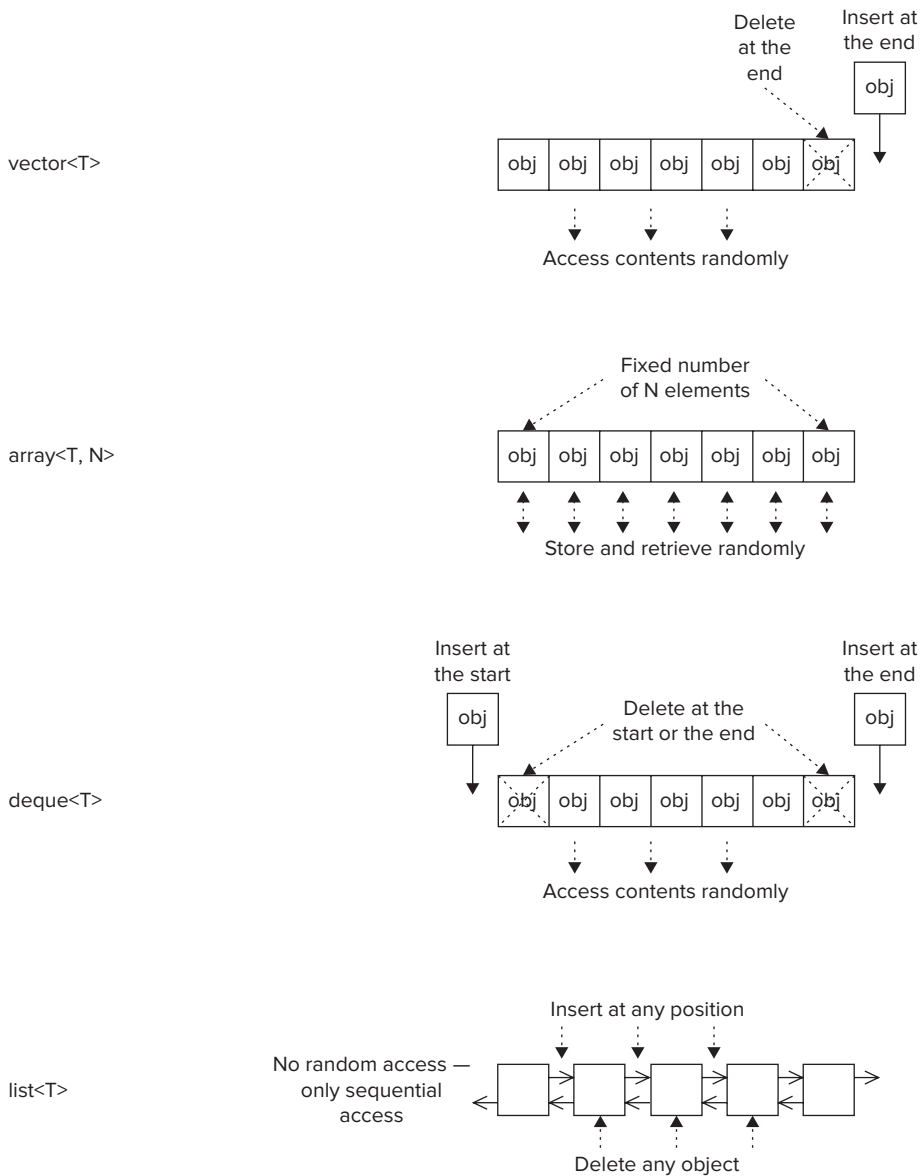 Delete
at the
end
Insert at
the end
obj
vector<T>
obj obj obj obj obj obj obj
Access contents randomly
Fixed number
of N elements
array<T, N>
obj obj obj obj obj obj obj
Store and retrieve randomly
Insert at
the start
obj
Delete at the
start or the end
Insert at
the end
obj
deque<T>
obj obj obj obj obj obj obj
Access contents randomly
Insert at any position
list<T>
No random access —
only sequential
access
Delete any object